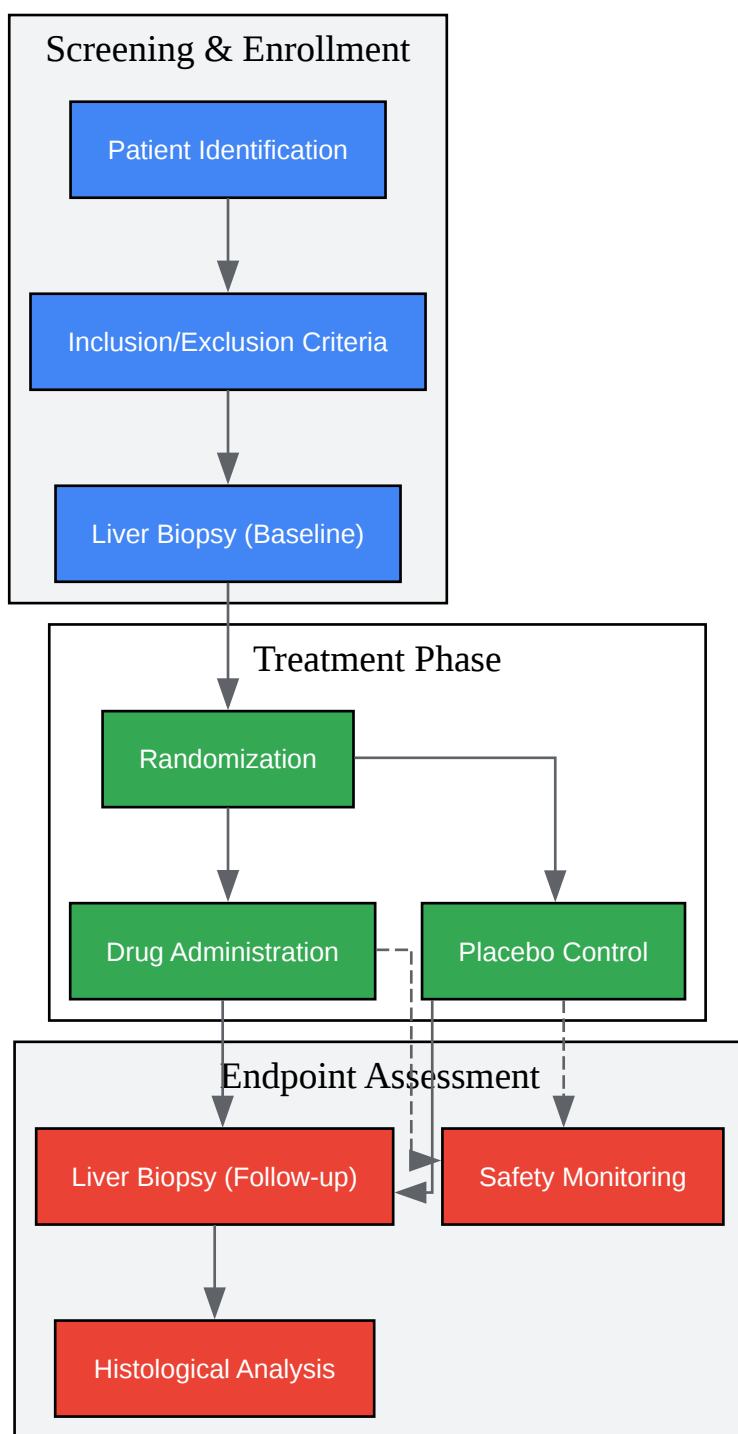 Screening & Enrollment
Patient Identification
Inclusion/Exclusion Criteria
Liver Biopsy (Baseline)
Treatment Phase
Randomization
Drug Administration
Placebo Control
Endpoint Assessment
Liver Biopsy (Follow-up)
Safety Monitoring
Histological Analysis